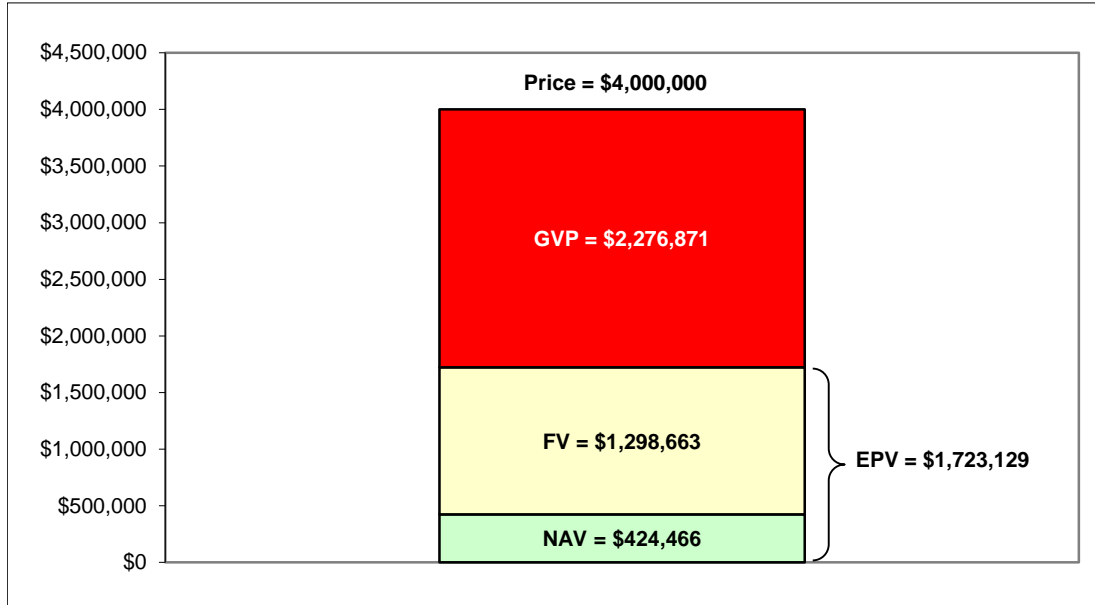 $4,500,000
Price = $4,000,000
$4,000,000
$3,500,000
$3,000,000
GVP = $2,276,871
$2,500,000
$2,000,000
$1,500,000
FV = $1,298,663
$1,000,000
EPV = $1,723,129
$500,000
NAV = $424,466
$0